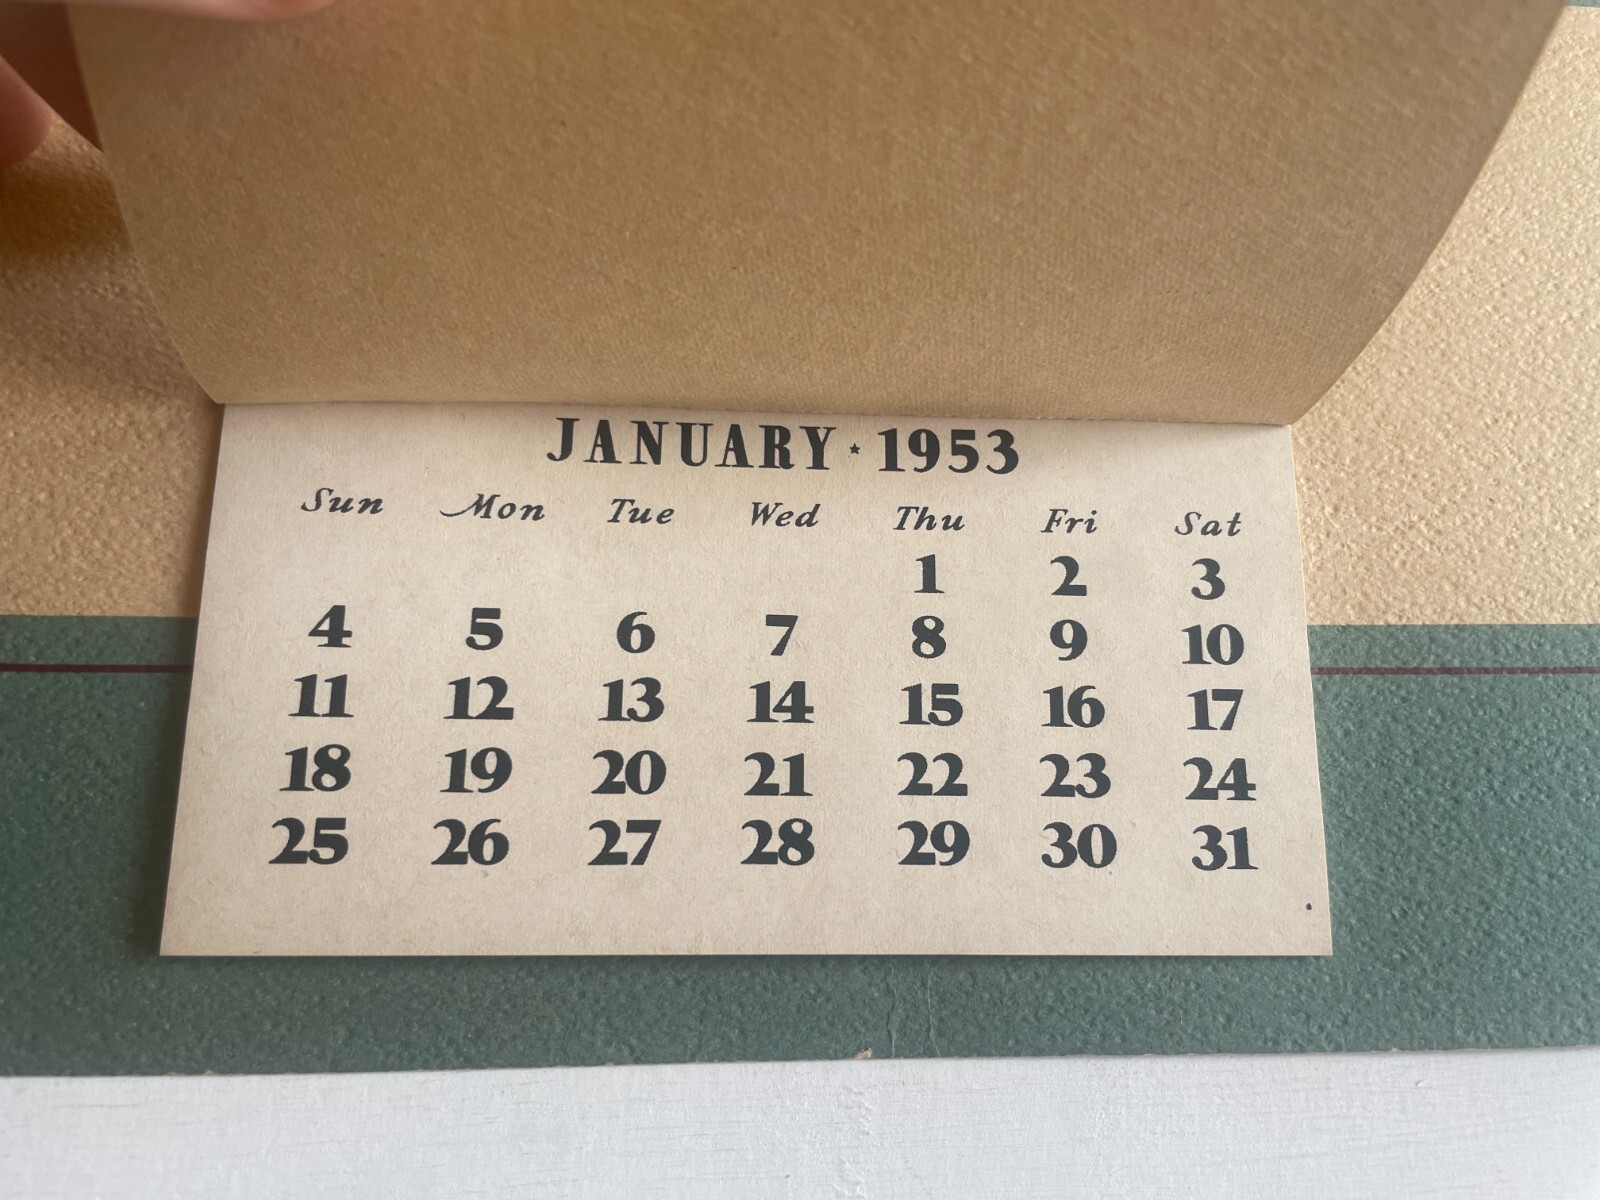 JANUARY ★ 1953
Sun Mon Tue Wed Thu Fri Sat
1 2 3
4 5 6 7 8 9 10
11 12 13 14 15 16 17
18 19 20 21 22 23 24
25 26 27 28 29 30 31